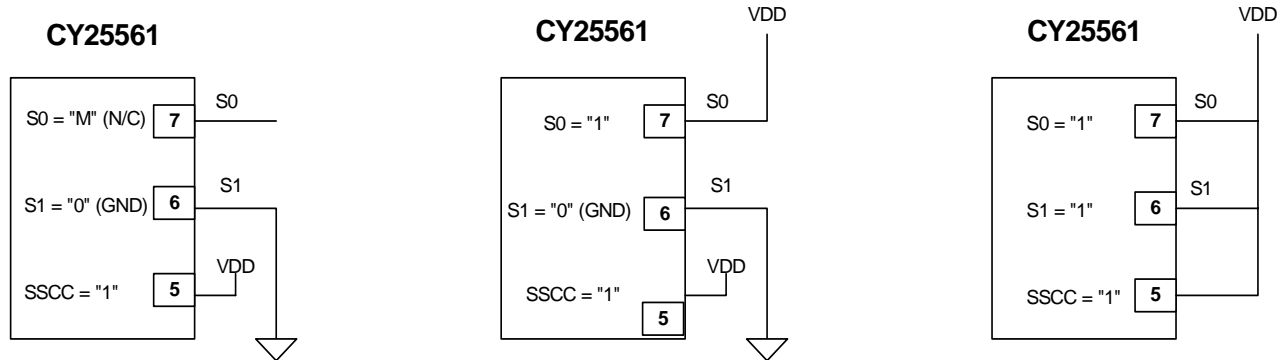 CY25561
S0 = "M" (N/C) 7 S0
S1 = "0" (GND) 6 S1
VDD
SSCC = "1" 5
VDD
CY25561
S0 = "1" 7 S0
S1 = "0" (GND) 6 S1
VDD
SSCC = "1"
5
VDD
CY25561
S0 = "1" 7 S0
S1 = "1" 6 S1
SSCC = "1" 5